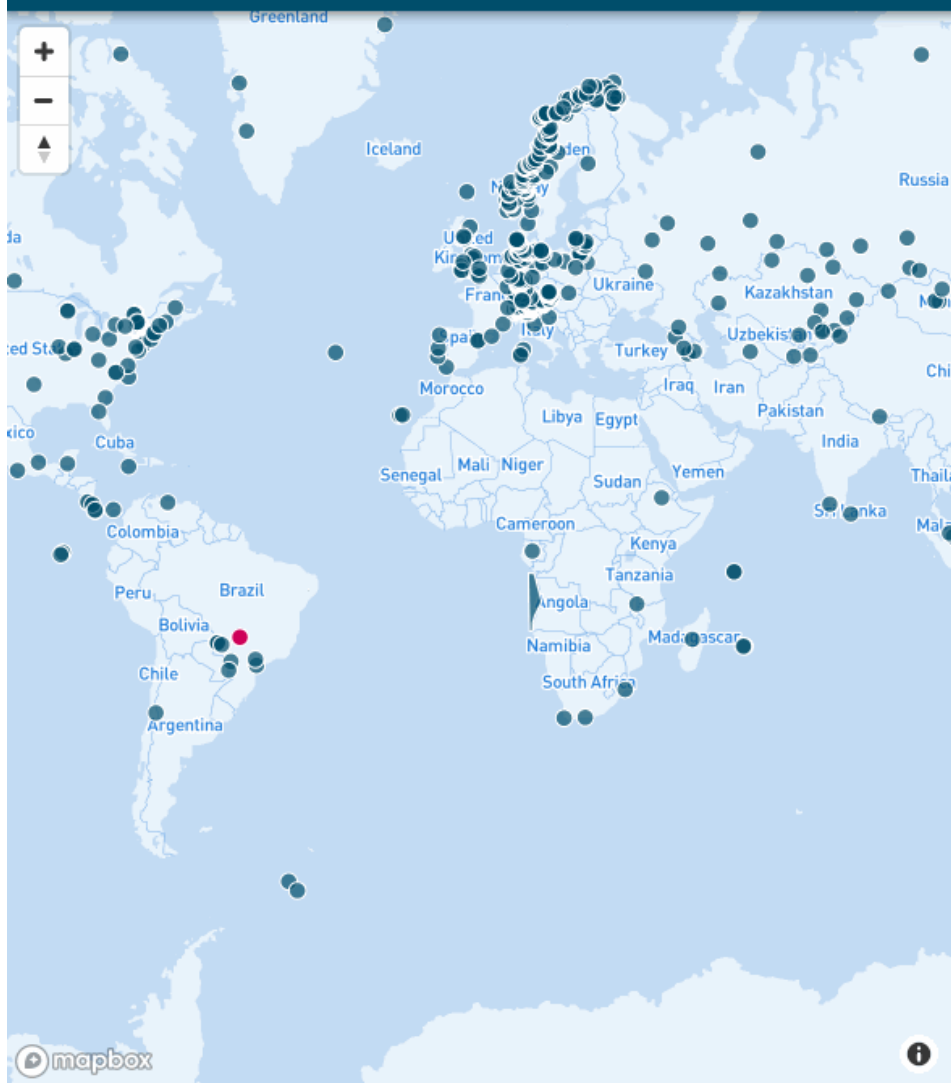 +
−
Greenland
Iceland
Russia
United
Kingdom
Ukraine
Kazakhstan
Uzbekistan
Turkey
Italy
Morocco
Iraq
Iran
Pakistan
Libya
Egypt
India
Cuba
Senegal
Mali
Niger
Sudan
Yemen
Sri Lanka
Cameroon
Colombia
Kenya
Tanzania
Peru
Brazil
Angola
Bolivia
Namibia
Madagascar
Chile
South Africa
Argentina
mapbox
i